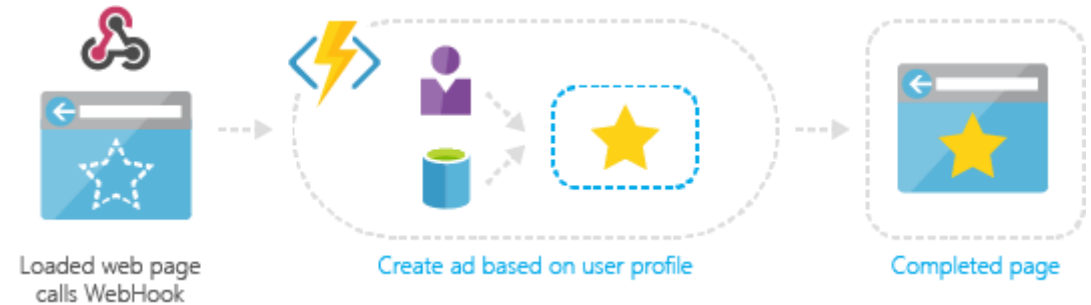 Loaded web page
calls WebHook
Create ad based on user profile
Completed page